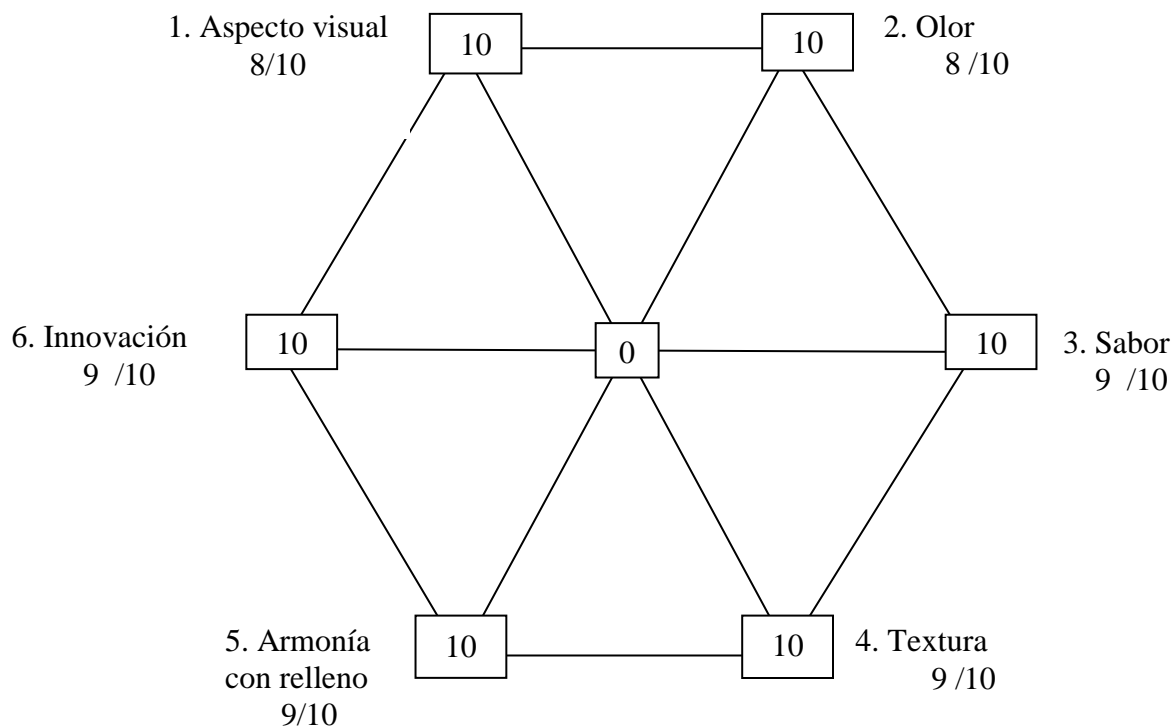 1. Aspecto visual
8/10
10
10
2. Olor
8 /10
6. Innovación
9 /10
10
0
10
3. Sabor
9 /10
5. Armonía
con relleno
9/10
10
10
4. Textura
9 /10